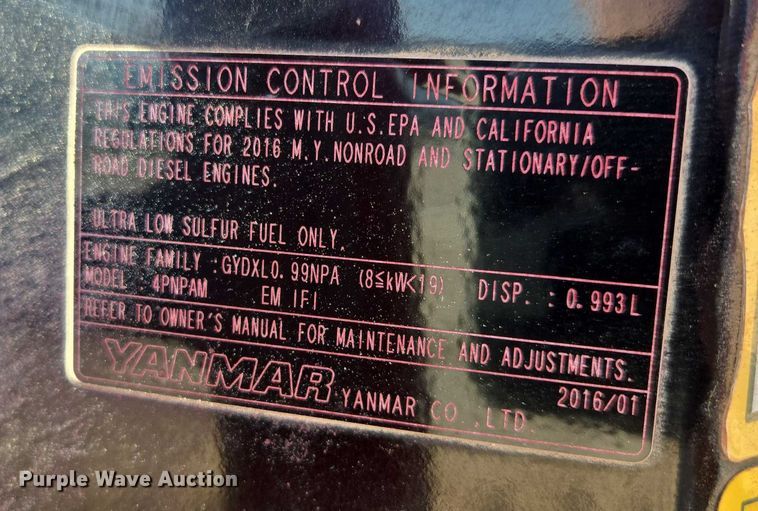 EMISSION CONTROL INFORMATION
THIS ENGINE COMPLIES WITH U.S.EPA AND CALIFORNIA
REGULATIONS FOR 2016 M.Y.NONROAD AND STATIONARY/OFF-
ROAD DIESEL ENGINES.
ULTRA LOW SULFUR FUEL ONLY.
ENGINE FAMILY :GYDXL0.99NPA (8≤kW<19) DISP. : 0.993L
MODEL : 4PNPAM EM IFI
REFER TO OWNER'S MANUAL FOR MAINTENANCE AND ADJUSTMENTS.
YANMAR YANMAR CO.,LTD. 2016/01
Purple Wave Auction